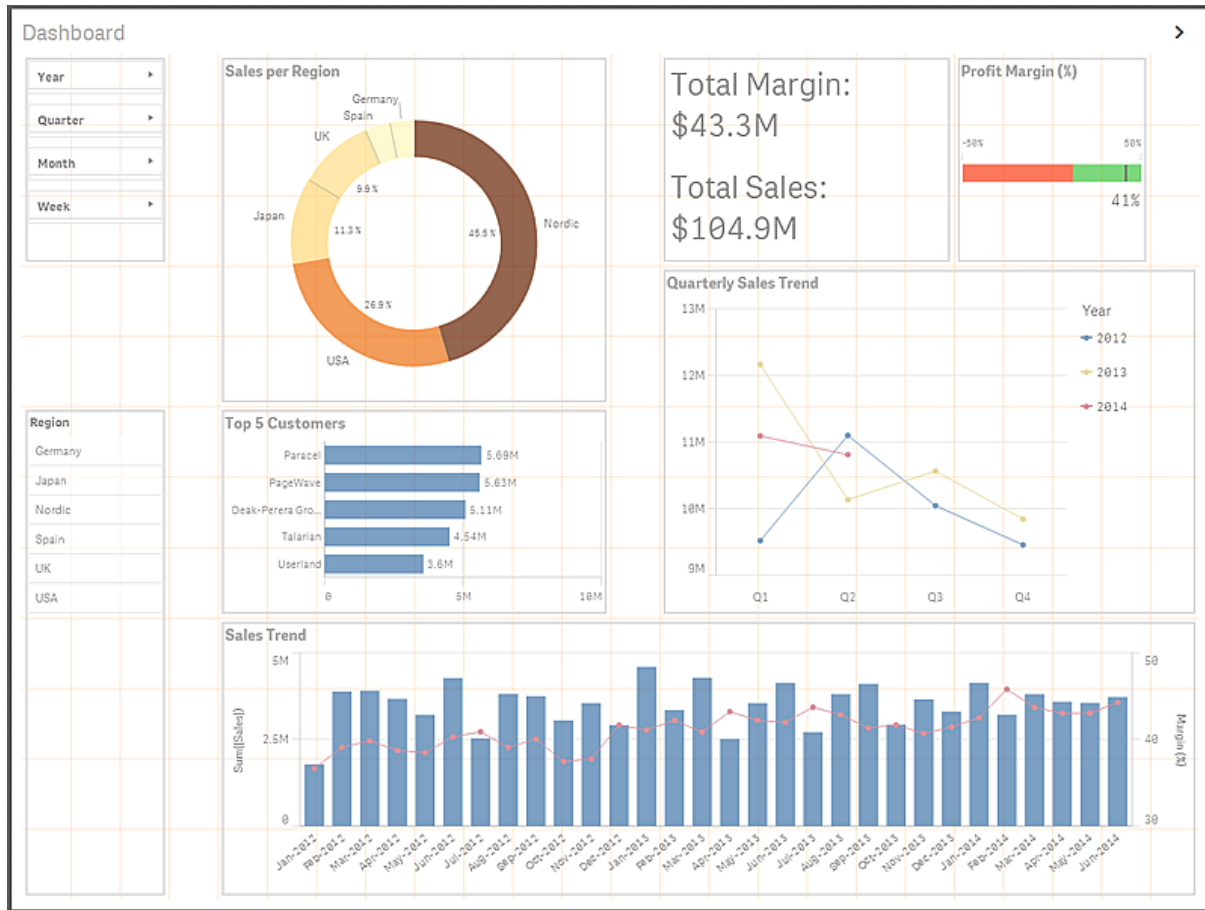 Dashboard
Year
Quarter
Month
Week
Sales per Region
Germany
Spain
UK
Japan
Nordic
USA
9.9%
11.3%
45.5%
26.9%
Total Margin:
$43.3M
Total Sales:
$104.9M
Profit Margin (%)
-50% 50%
41%
Quarterly Sales Trend
13M
12M
11M
10M
9M
Q1 Q2 Q3 Q4
Year
2012
2013
2014
Region
Germany
Japan
Nordic
Spain
UK
USA
Top 5 Customers
Paracel 5.69M
PageWave 5.63M
Deak-Perera Gro... 5.11M
Talarian 4.54M
Userland 3.6M
0 5M 10M
Sales Trend
5M
2.5M
0
Sum([Sales])
50
40
30
Margin (%)
Jan-2012 Feb-2012 Mar-2012 Apr-2012 May-2012 Jun-2012 Jul-2012 Aug-2012 Sep-2012 Oct-2012 Nov-2012 Dec-2012 Jan-2013 Feb-2013 Mar-2013 Apr-2013 May-2013 Jun-2013 Jul-2013 Aug-2013 Sep-2013 Oct-2013 Nov-2013 Dec-2013 Jan-2014 Feb-2014 Mar-2014 Apr-2014 May-2014 Jun-2014